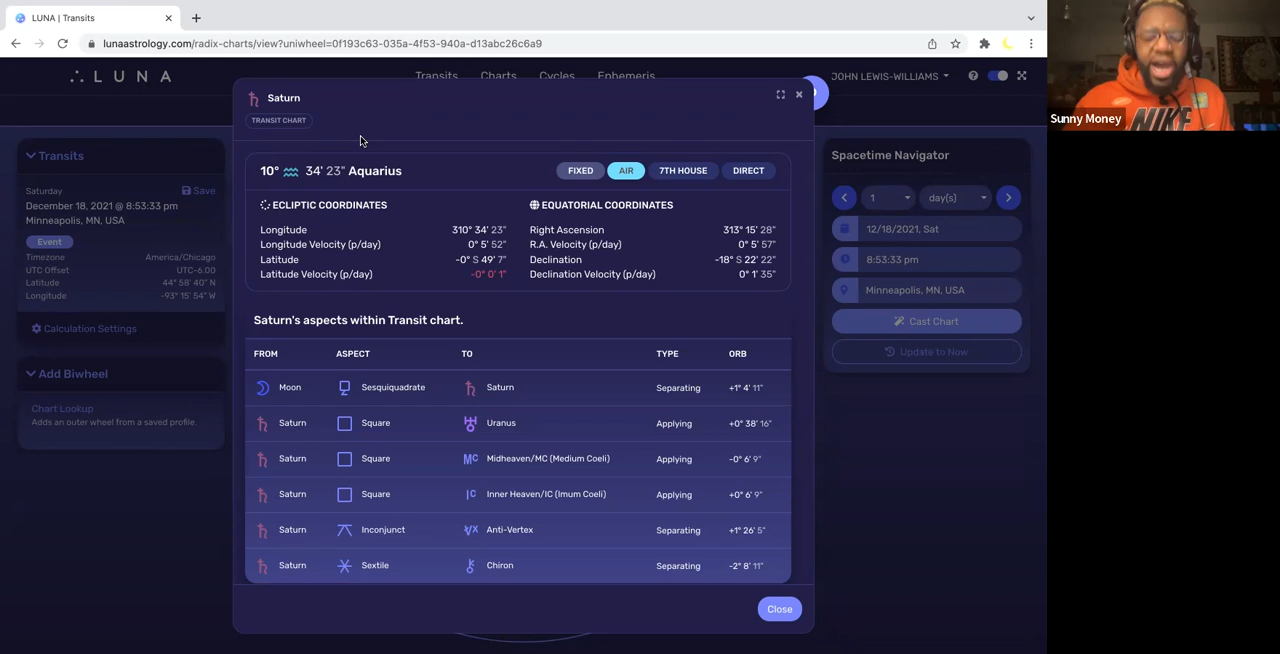 LUNA | Transits
lunaastrology.com/radix-charts/view?uniwheel=0f193c63-035a-4f53-940a-d13abc26c6a9
LUNA
Transits Charts Cycles Ephemeris
JOHN LEWIS-WILLIAMS
Sunny Money
Transits
Saturday
Save
December 18, 2021 @ 8:53:33 pm
Minneapolis, MN, USA
Event
Timezone America/Chicago
UTC Offset UTC-6.00
Latitude 44° 58' 40" N
Longitude -93° 15' 54" W
Calculation Settings
Add Biwheel
Chart Lookup
Adds an outer wheel from a saved profile.
Saturn
TRANSIT CHART
10° 34' 23" Aquarius
FIXED AIR 7TH HOUSE DIRECT
ECLIPTIC COORDINATES
Longitude 310° 34' 23"
Longitude Velocity (p/day) 0° 5' 52"
Latitude -0° S 49' 7"
Latitude Velocity (p/day) -0° 0' 1"
EQUATORIAL COORDINATES
Right Ascension 313° 15' 28"
R.A. Velocity (p/day) 0° 5' 57"
Declination -18° S 22' 22"
Declination Velocity (p/day) 0° 1' 35"
Saturn's aspects within Transit chart.
FROM ASPECT TO TYPE ORB
Moon Sesquiquadrate Saturn Separating +1° 4' 11"
Saturn Square Uranus Applying +0° 38' 16"
Saturn Square MC Midheaven/MC (Medium Coeli) Applying -0° 6' 9"
Saturn Square IC Inner Heaven/IC (Imum Coeli) Applying +0° 6' 9"
Saturn Inconjunct Anti-Vertex Separating +1° 26' 5"
Saturn Sextile Chiron Separating -2° 8' 11"
Close
Spacetime Navigator
1 day(s)
12/18/2021, Sat
8:53:33 pm
Minneapolis, MN, USA
Cast Chart
Update to Now